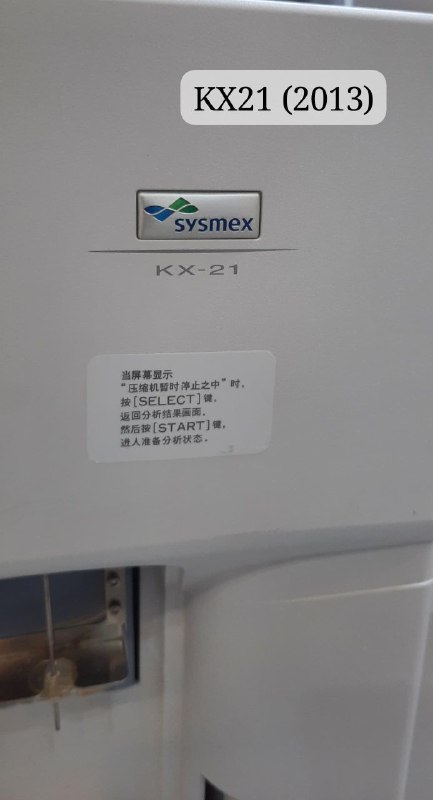 KX21 (2013)
sysmex
KX-21
当屏幕显示
“压缩机暂时停止之中”时，
按[SELECT]键，
返回分析结果画面。
然后按[START]键，
进人准备分析状态。